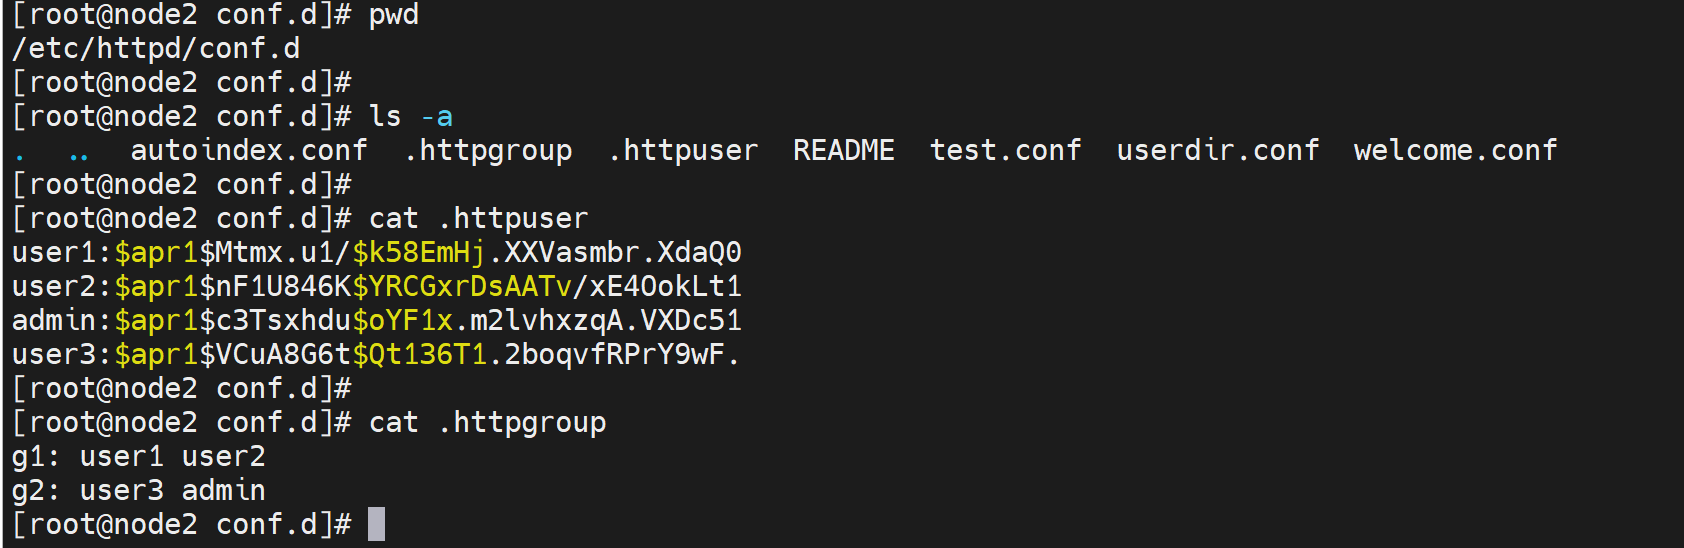 [root@node2 conf.d]# pwd
/etc/httpd/conf.d
[root@node2 conf.d]#
[root@node2 conf.d]# ls -a
.  ..  autoindex.conf  .httpgroup  .httpuser  README  test.conf  userdir.conf  welcome.conf
[root@node2 conf.d]#
[root@node2 conf.d]# cat .httpuser
user1:$apr1$Mtmx.u1/$k58EmHj.XXVasmbr.XdaQ0
user2:$apr1$nF1U846K$YRCGxrDsAATv/xE4OokLt1
admin:$apr1$c3Tsxhdu$oYF1x.m2lvhxzqA.VXDc51
user3:$apr1$VCuA8G6t$Qt136T1.2boqvfRPrY9wF.
[root@node2 conf.d]#
[root@node2 conf.d]# cat .httpgroup
g1: user1 user2
g2: user3 admin
[root@node2 conf.d]#